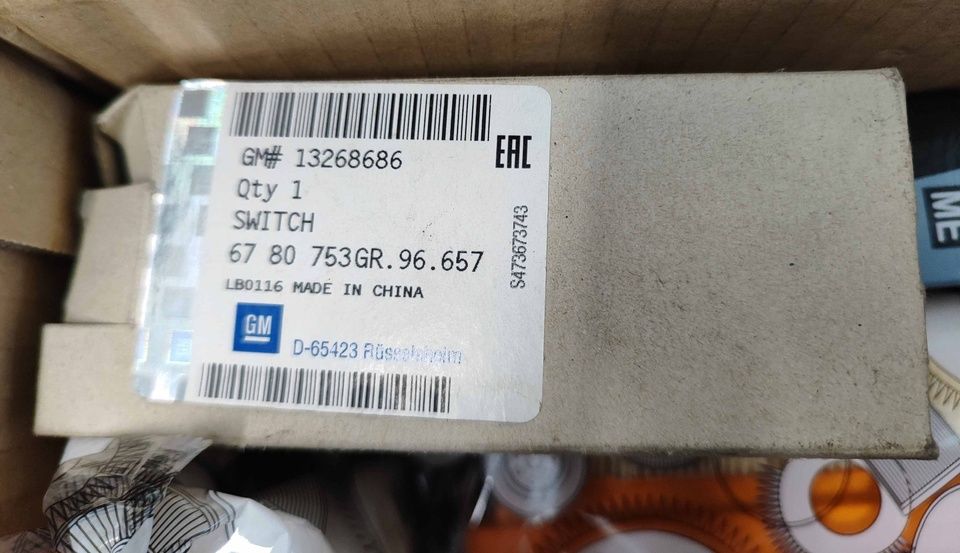 EAC
GM# 13268686
Qty 1
SWITCH
67 80 753GR.96.657
LB0116 MADE IN CHINA
GM
D-65423 Rüsselsheim
S473673743
ME